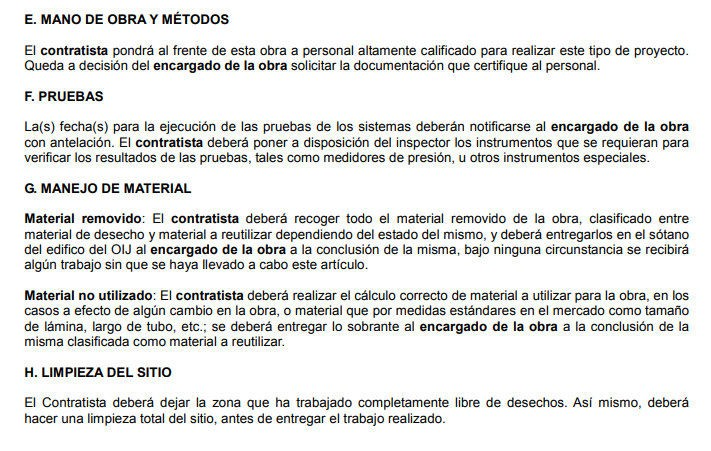 E. MANO DE OBRA Y MÉTODOS
El contratista pondrá al frente de esta obra a personal altamente calificado para realizar este tipo de proyecto.
Queda a decisión del encargado de la obra solicitar la documentación que certifique al personal.
F. PRUEBAS
La(s) fecha(s) para la ejecución de las pruebas de los sistemas deberán notificarse al encargado de la obra
con antelación. El contratista deberá poner a disposición del inspector los instrumentos que se requieran para
verificar los resultados de las pruebas, tales como medidores de presión, u otros instrumentos especiales.
G. MANEJO DE MATERIAL
Material removido: El contratista deberá recoger todo el material removido de la obra, clasificado entre
material de desecho y material a reutilizar dependiendo del estado del mismo, y deberá entregarlos en el sótano
del edifico del OIJ al encargado de la obra a la conclusión de la misma, bajo ninguna circunstancia se recibirá
algún trabajo sin que se haya llevado a cabo este artículo.
Material no utilizado: El contratista deberá realizar el cálculo correcto de material a utilizar para la obra, en los
casos a efecto de algún cambio en la obra, o material que por medidas estándares en el mercado como tamaño
de lámina, largo de tubo, etc.; se deberá entregar lo sobrante al encargado de la obra a la conclusión de la
misma clasificada como material a reutilizar.
H. LIMPIEZA DEL SITIO
El Contratista deberá dejar la zona que ha trabajado completamente libre de desechos. Así mismo, deberá
hacer una limpieza total del sitio, antes de entregar el trabajo realizado.